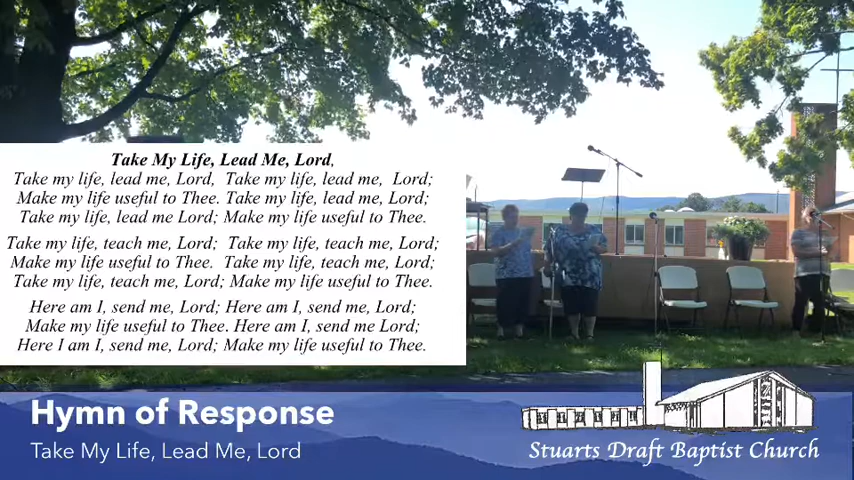 Take My Life, Lead Me, Lord,
Take my life, lead me, Lord, Take my life, lead me, Lord;
Make my life useful to Thee. Take my life, lead me, Lord;
Take my life, lead me Lord; Make my life useful to Thee.
Take my life, teach me, Lord; Take my life, teach me, Lord;
Make my life useful to Thee. Take my life, teach me, Lord;
Take my life, teach me, Lord; Make my life useful to Thee.
Here am I, send me, Lord; Here am I, send me, Lord;
Make my life useful to Thee. Here am I, send me Lord;
Here I am I, send me, Lord; Make my life useful to Thee.
Hymn of Response
Take My Life, Lead Me, Lord
Stuarts Draft Baptist Church